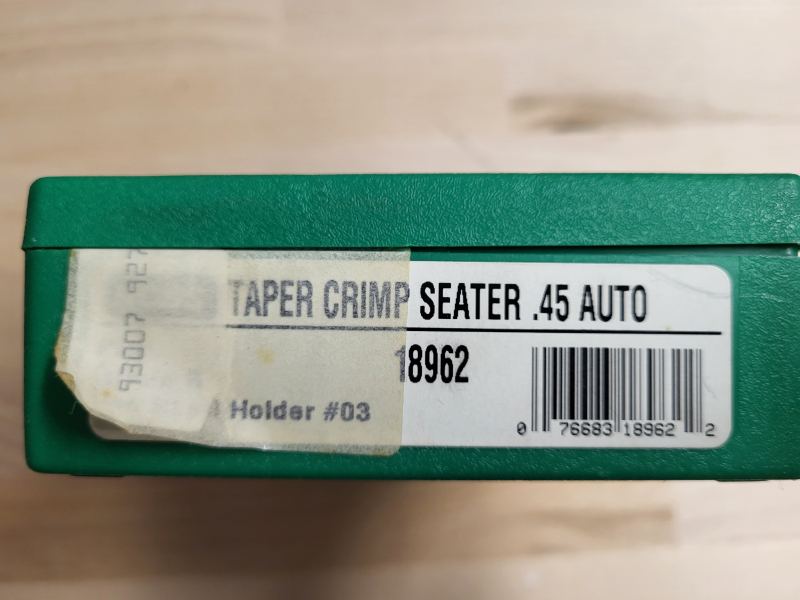 TAPER CRIMP SEATER .45 AUTO
18962
Holder #03
0 76683 18962 2
93007 927